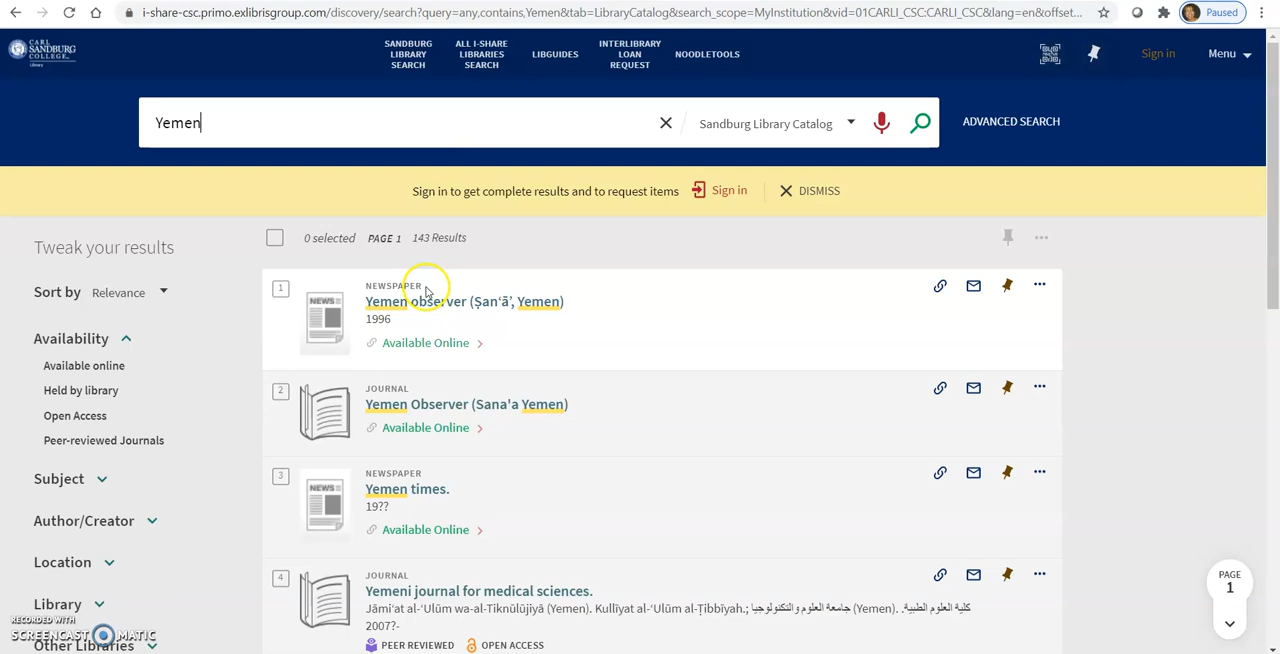 i-share-csc.primo.exlibrisgroup.com/discovery/search?query=any,contains,Yemen&tab=LibraryCatalog&search_scope=MyInstitution&vid=01CARLI_CSC:CARLI_CSC&lang=en&offset...
Paused
CARL SANDBURG COLLEGE
Library
SANDBURG LIBRARY SEARCH
ALL I-SHARE LIBRARIES SEARCH
LIBGUIDES
INTERLIBRARY LOAN REQUEST
NOODLETOOLS
Sign in
Menu
Yemen
Sandburg Library Catalog
ADVANCED SEARCH
Sign in to get complete results and to request items
Sign in
DISMISS
Tweak your results
0 selected PAGE 1 143 Results
Sort by Relevance
Availability
Available online
Held by library
Open Access
Peer-reviewed Journals
Subject
Author/Creator
Location
Library
Other Libraries
1
NEWSPAPER
NEWS
Yemen observer (Ṣanʻāʼ, Yemen)
1996
Available Online
2
JOURNAL
Yemen Observer (Sana'a Yemen)
Available Online
3
NEWSPAPER
NEWS
Yemen times.
19??
Available Online
4
JOURNAL
Yemeni journal for medical sciences.
Jāmiʻat al-ʻUlūm wa-al-Tiknūlūjiyā (Yemen). Kullīyat al-ʻUlūm al-Ṭibbīyah.; جامعة العلوم والتكنولوجيا (Yemen). كلية العلوم الطبية.
2007?-
PEER REVIEWED OPEN ACCESS
PAGE
1
RECORDED WITH
SCREENCAST MATIC